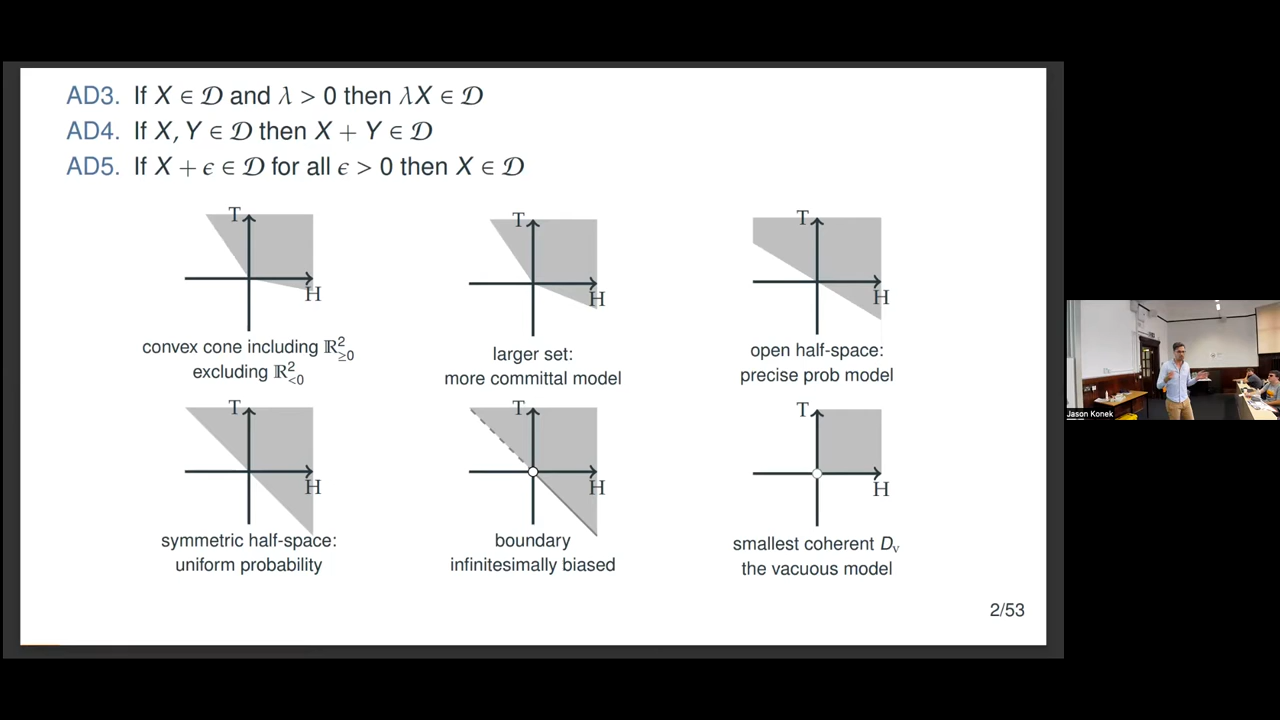 AD3. If X ∈ 𝒟 and λ > 0 then λX ∈ 𝒟
AD4. If X, Y ∈ 𝒟 then X + Y ∈ 𝒟
AD5. If X + ϵ ∈ 𝒟 for all ϵ > 0 then X ∈ 𝒟
T
H
convex cone including ℝ²≥0
excluding ℝ²<0
T
H
larger set:
more committal model
T
H
open half-space:
precise prob model
T
H
symmetric half-space:
uniform probability
T
H
boundary
infinitesimally biased
T
H
smallest coherent Dᵥ
the vacuous model
2/53
Jason Konek